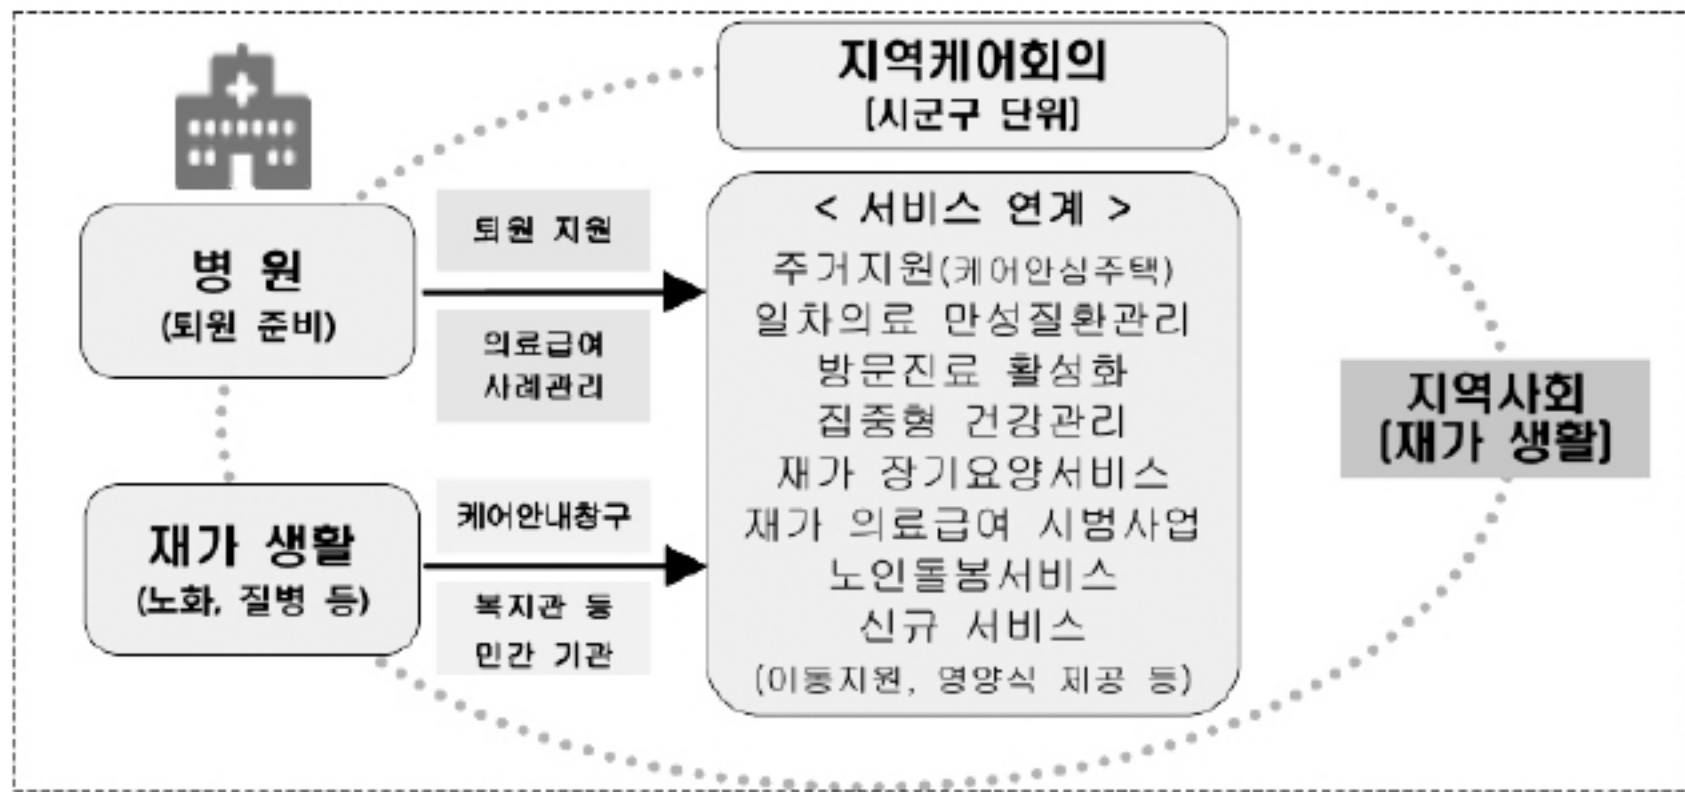 지역케어회의
[시군구 단위]
병 원
(퇴원 준비)
퇴원 지원
의료급여
사례관리
재가 생활
(노화, 질병 등)
케어안내창구
복지관 등
민간 기관
< 서비스 연계 >
주거지원(케어안심주택)
일차의료 만성질환관리
방문진료 활성화
집중형 건강관리
재가 장기요양서비스
재가 의료급여 시범사업
노인돌봄서비스
신규 서비스
(이동지원, 영양식 제공 등)
지역사회
[재가 생활]